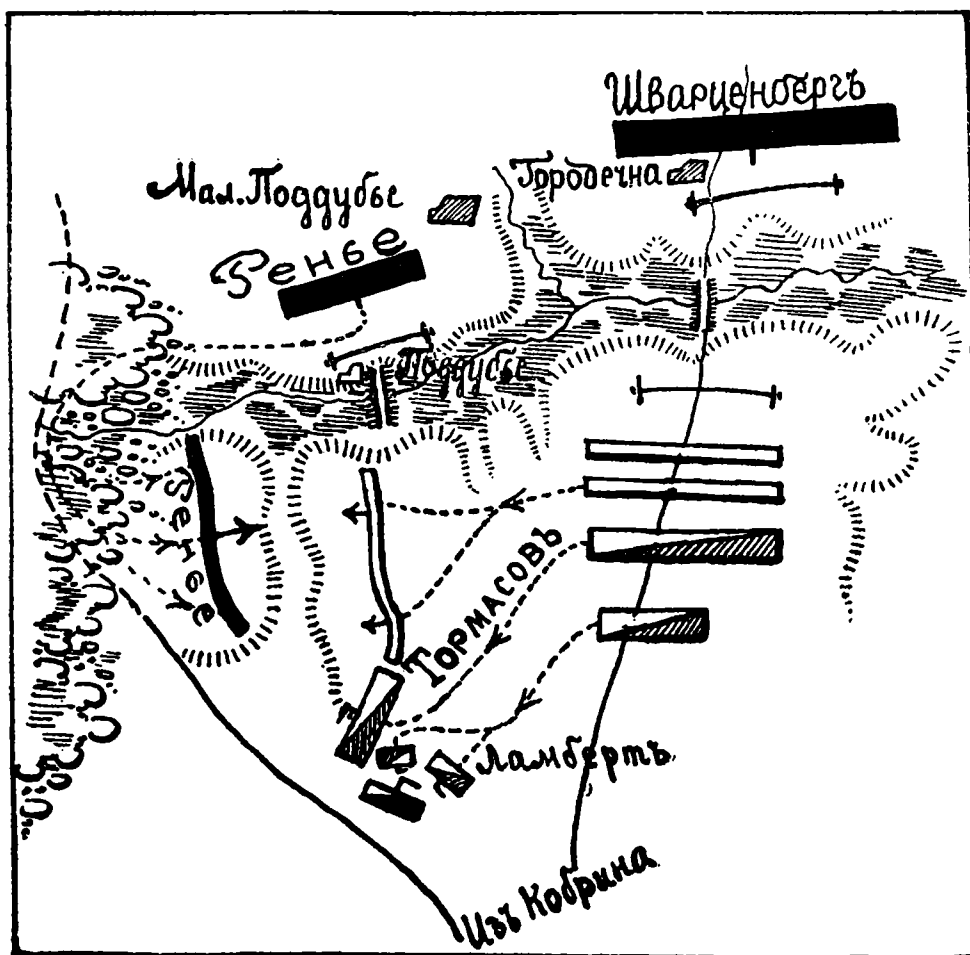 Шварценбергъ
Городечна
Мал. Поддубье
Ренье
Поддубье
Ренье
Тормасовъ
Ламбертъ
Изъ Кобрина